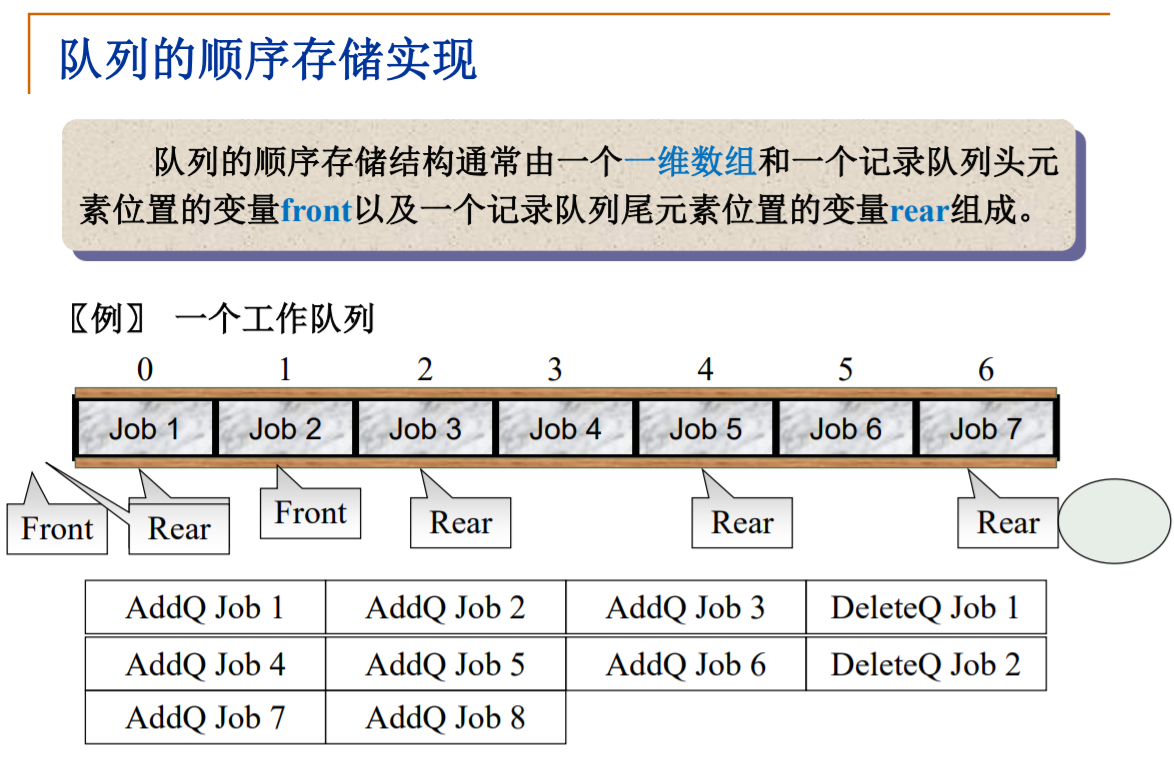 队列的顺序存储实现
队列的顺序存储结构通常由一个一维数组和一个记录队列头元
素位置的变量front以及一个记录队列尾元素位置的变量rear组成。
〖例〗 一个工作队列
0 1 2 3 4 5 6
Job 1 Job 2 Job 3 Job 4 Job 5 Job 6 Job 7
Front Rear Front Rear Rear Rear
AddQ Job 1 AddQ Job 2 AddQ Job 3 DeleteQ Job 1
AddQ Job 4 AddQ Job 5 AddQ Job 6 DeleteQ Job 2
AddQ Job 7 AddQ Job 8